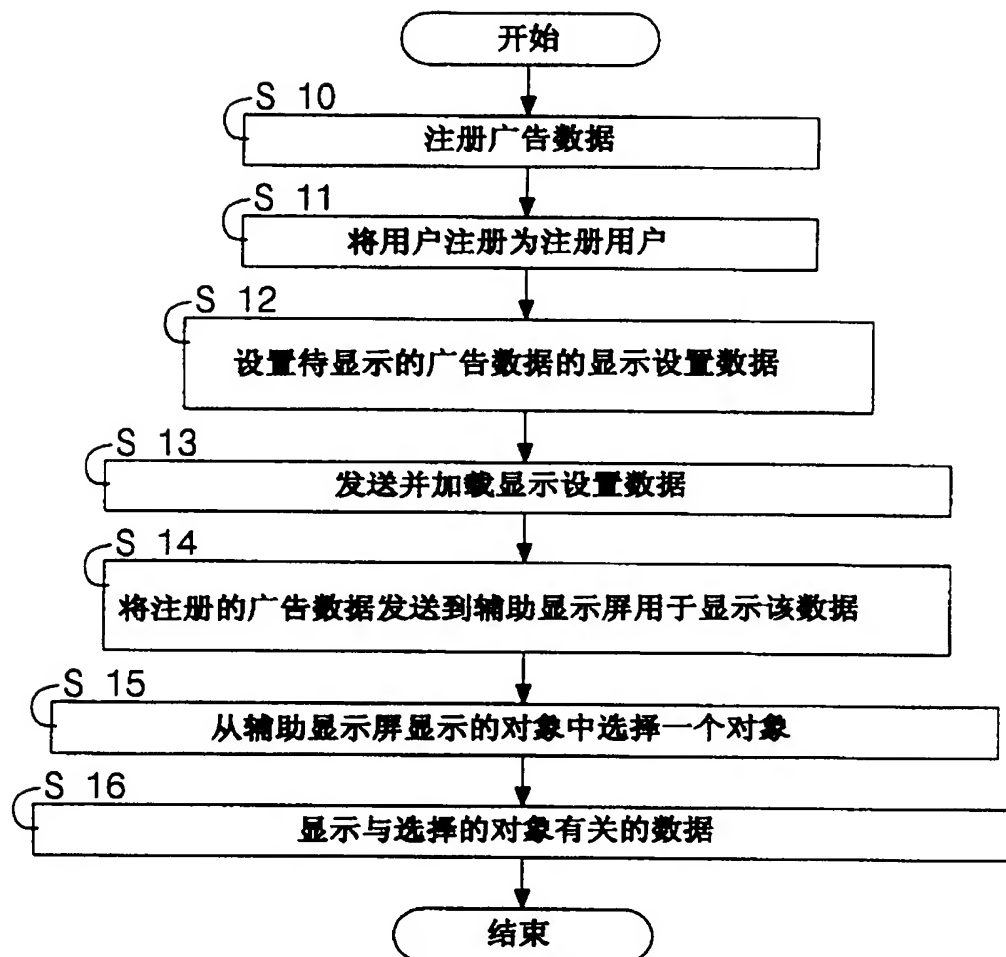 开始
S 10
注册广告数据
S 11
将用户注册为注册用户
S 12
设置待显示的广告数据的显示设置数据
S 13
发送并加载显示设置数据
S 14
将注册的广告数据发送到辅助显示屏用于显示该数据
S 15
从辅助显示屏显示的对象中选择一个对象
S 16
显示与选择的对象有关的数据
结束